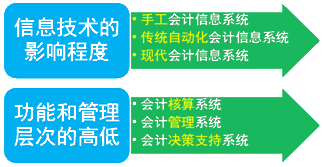 信息技术的
影响程度
• 手工会计信息系统
• 传统自动化会计信息系统
• 现代会计信息系统
功能和管理
层次的高低
• 会计核算系统
• 会计管理系统
• 会计决策支持系统